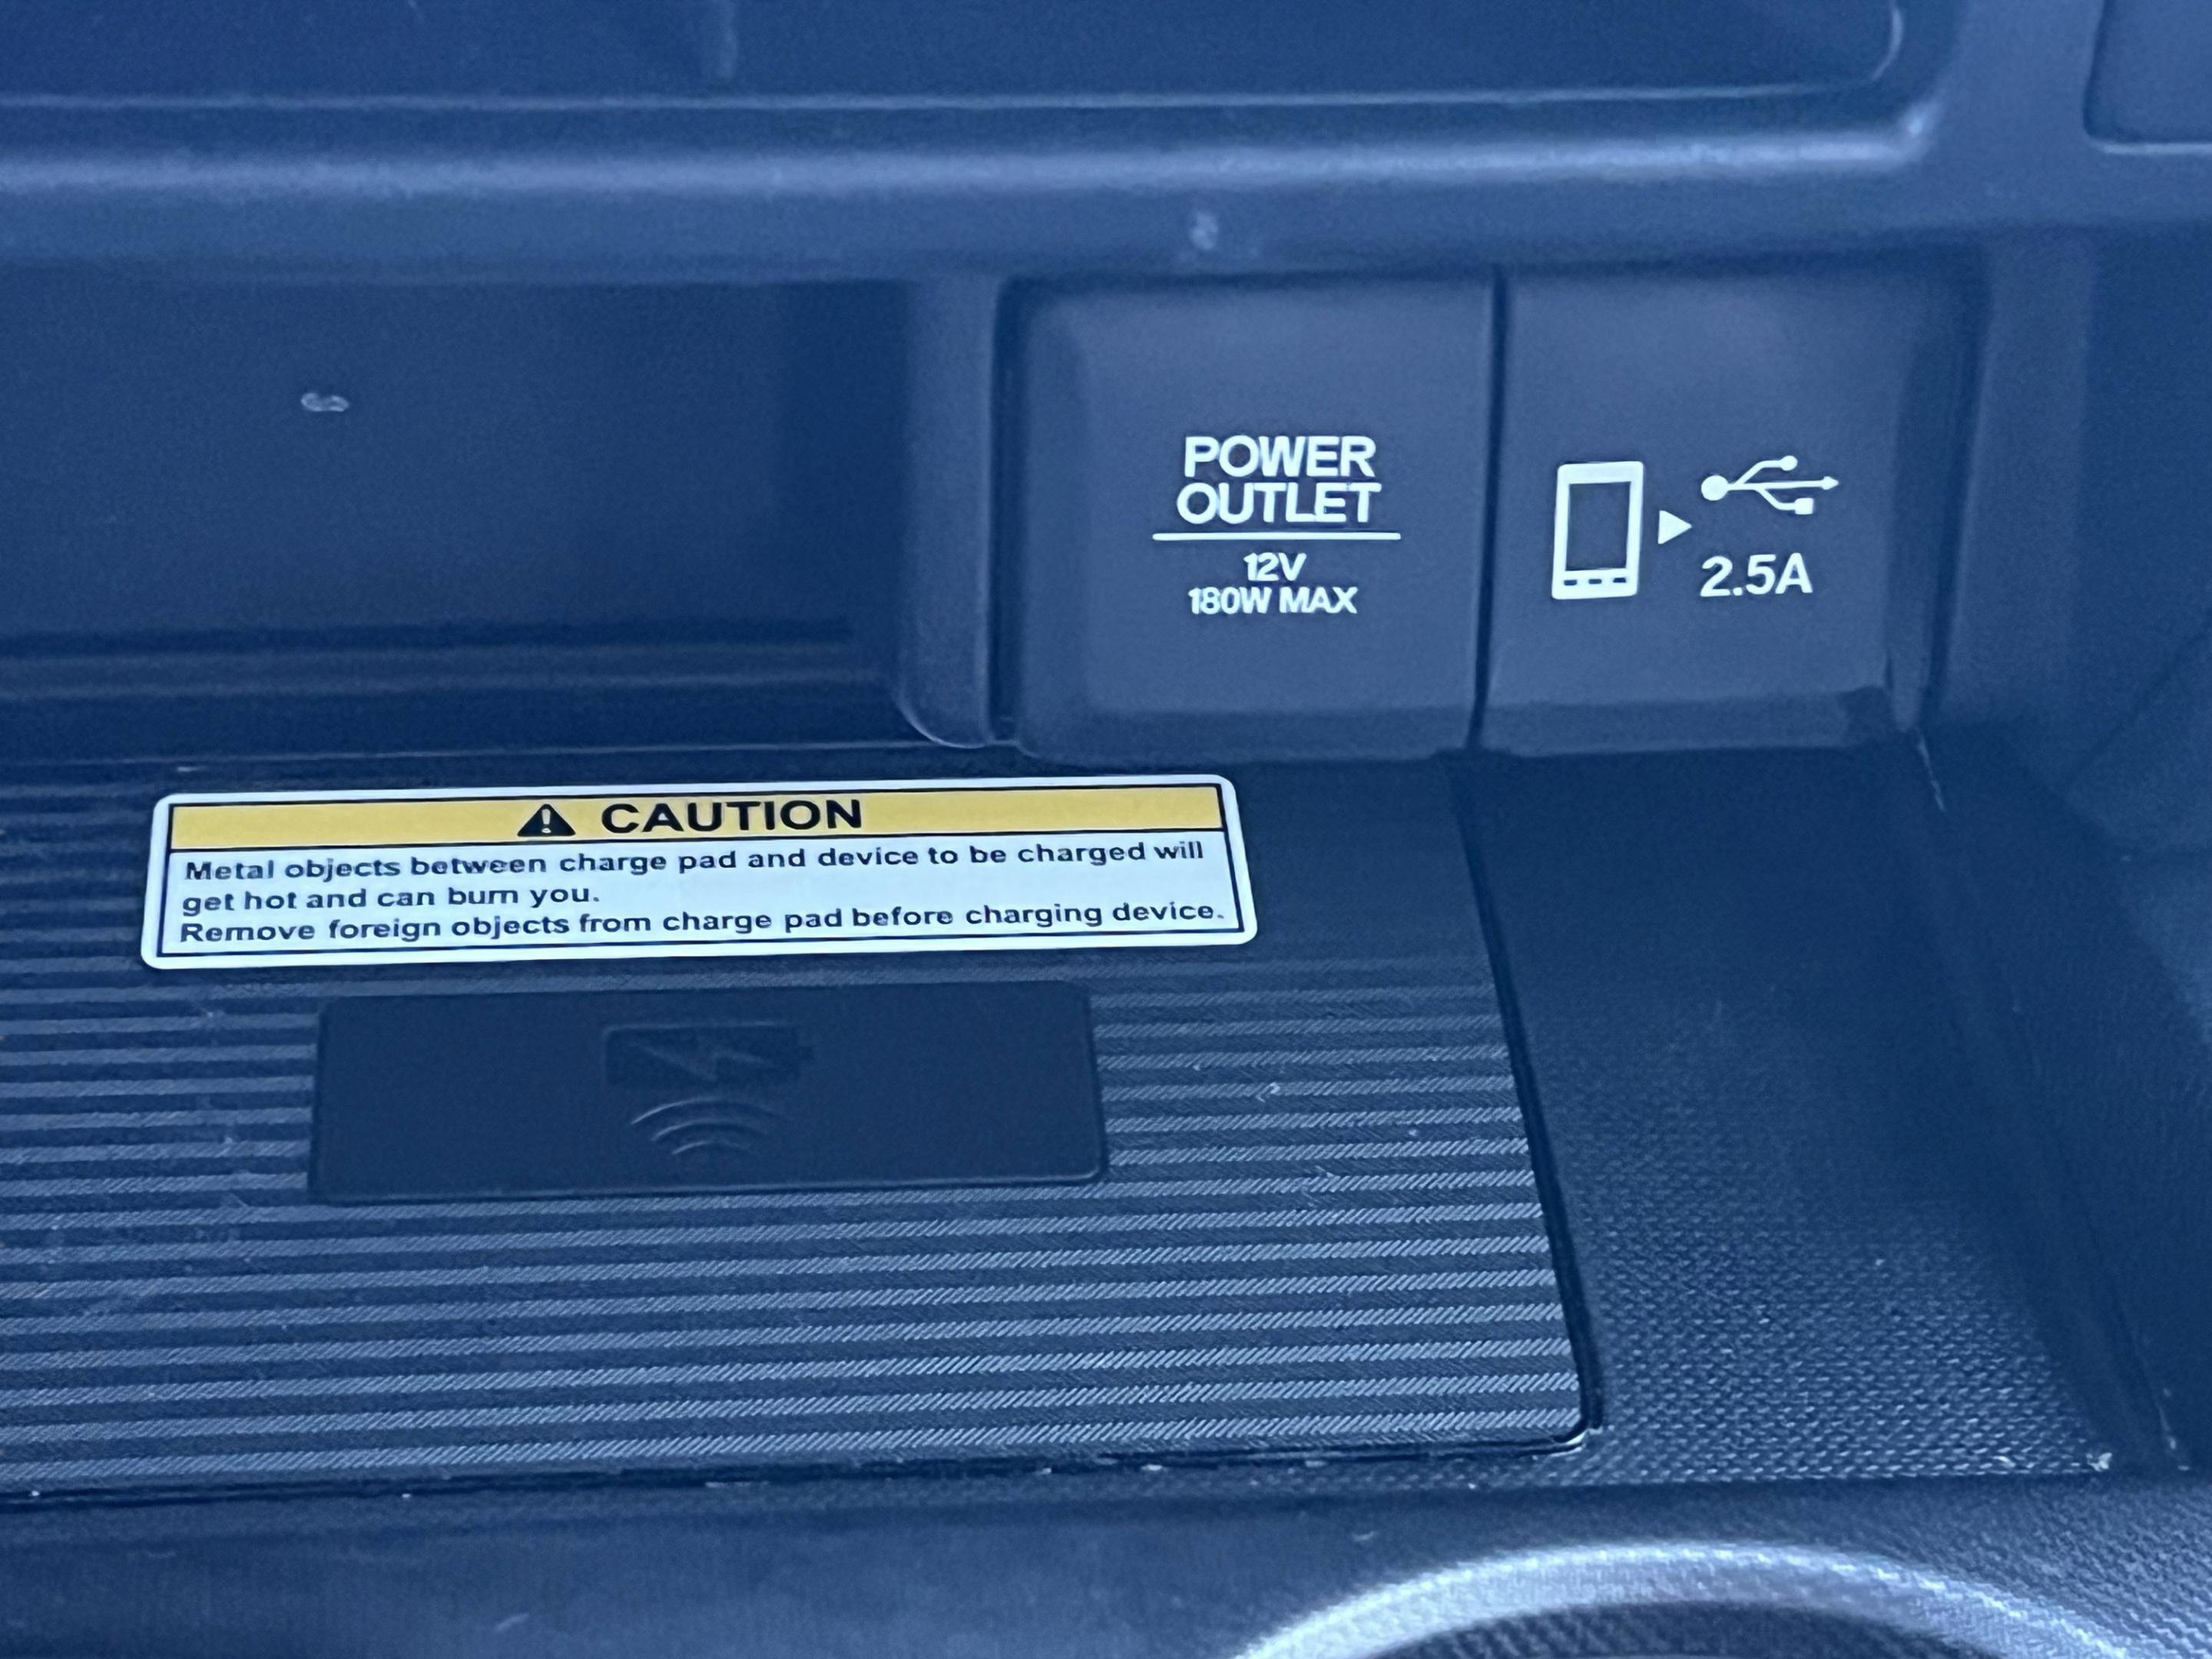 POWER
OUTLET
12V
180W MAX
2.5A
CAUTION
Metal objects between charge pad and device to be charged will
get hot and can burn you.
Remove foreign objects from charge pad before charging device.